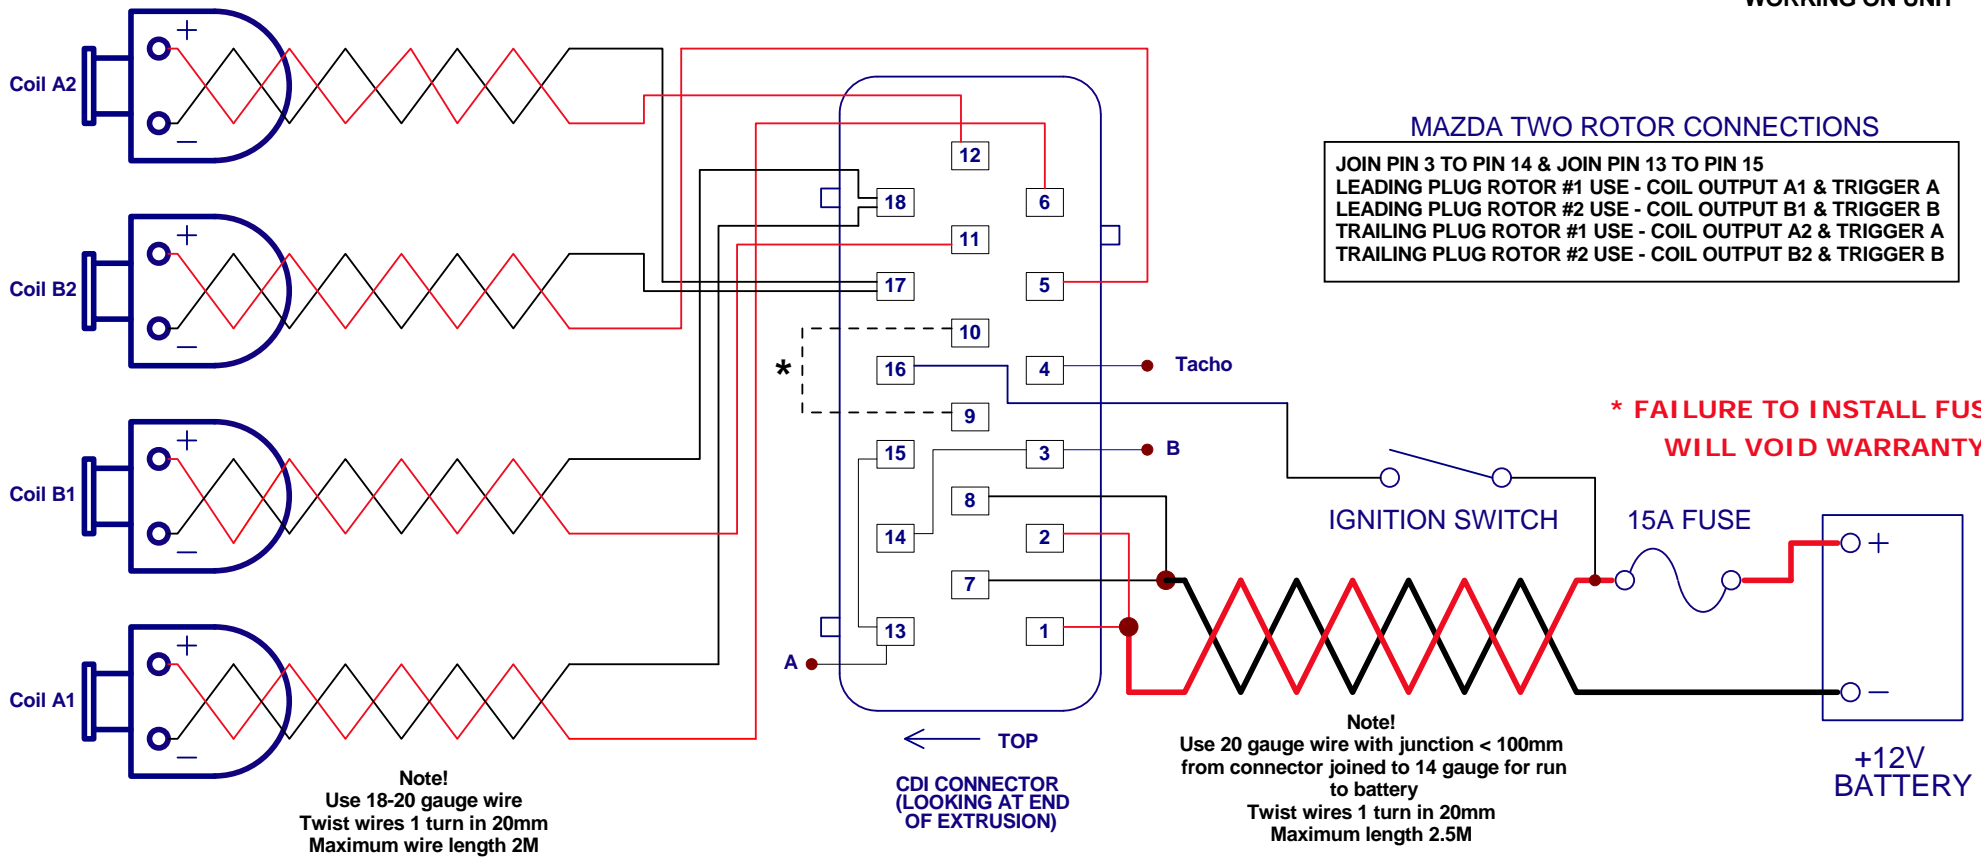 WORKING ON UNIT
Coil A2
+
−
Coil B2
+
−
Coil B1
+
−
Coil A1
+
−
12
18
6
11
17
5
10
16
4
Tacho
*
9
15
3
B
8
14
2
7
13
1
A
TOP
CDI CONNECTOR
(LOOKING AT END
OF EXTRUSION)
MAZDA TWO ROTOR CONNECTIONS
JOIN PIN 3 TO PIN 14 & JOIN PIN 13 TO PIN 15
LEADING PLUG ROTOR #1 USE - COIL OUTPUT A1 & TRIGGER A
LEADING PLUG ROTOR #2 USE - COIL OUTPUT B1 & TRIGGER B
TRAILING PLUG ROTOR #1 USE - COIL OUTPUT A2 & TRIGGER A
TRAILING PLUG ROTOR #2 USE - COIL OUTPUT B2 & TRIGGER B
* FAILURE TO INSTALL FUS
WILL VOID WARRANTY
IGNITION SWITCH
15A FUSE
+
−
+12V
BATTERY
Note!
Use 18-20 gauge wire
Twist wires 1 turn in 20mm
Maximum wire length 2M
Note!
Use 20 gauge wire with junction < 100mm
from connector joined to 14 gauge for run
to battery
Twist wires 1 turn in 20mm
Maximum length 2.5M